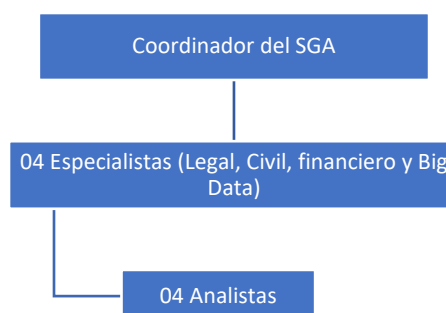 Coordinador del SGA
04 Especialistas (Legal, Civil, financiero y Big
Data)
04 Analistas